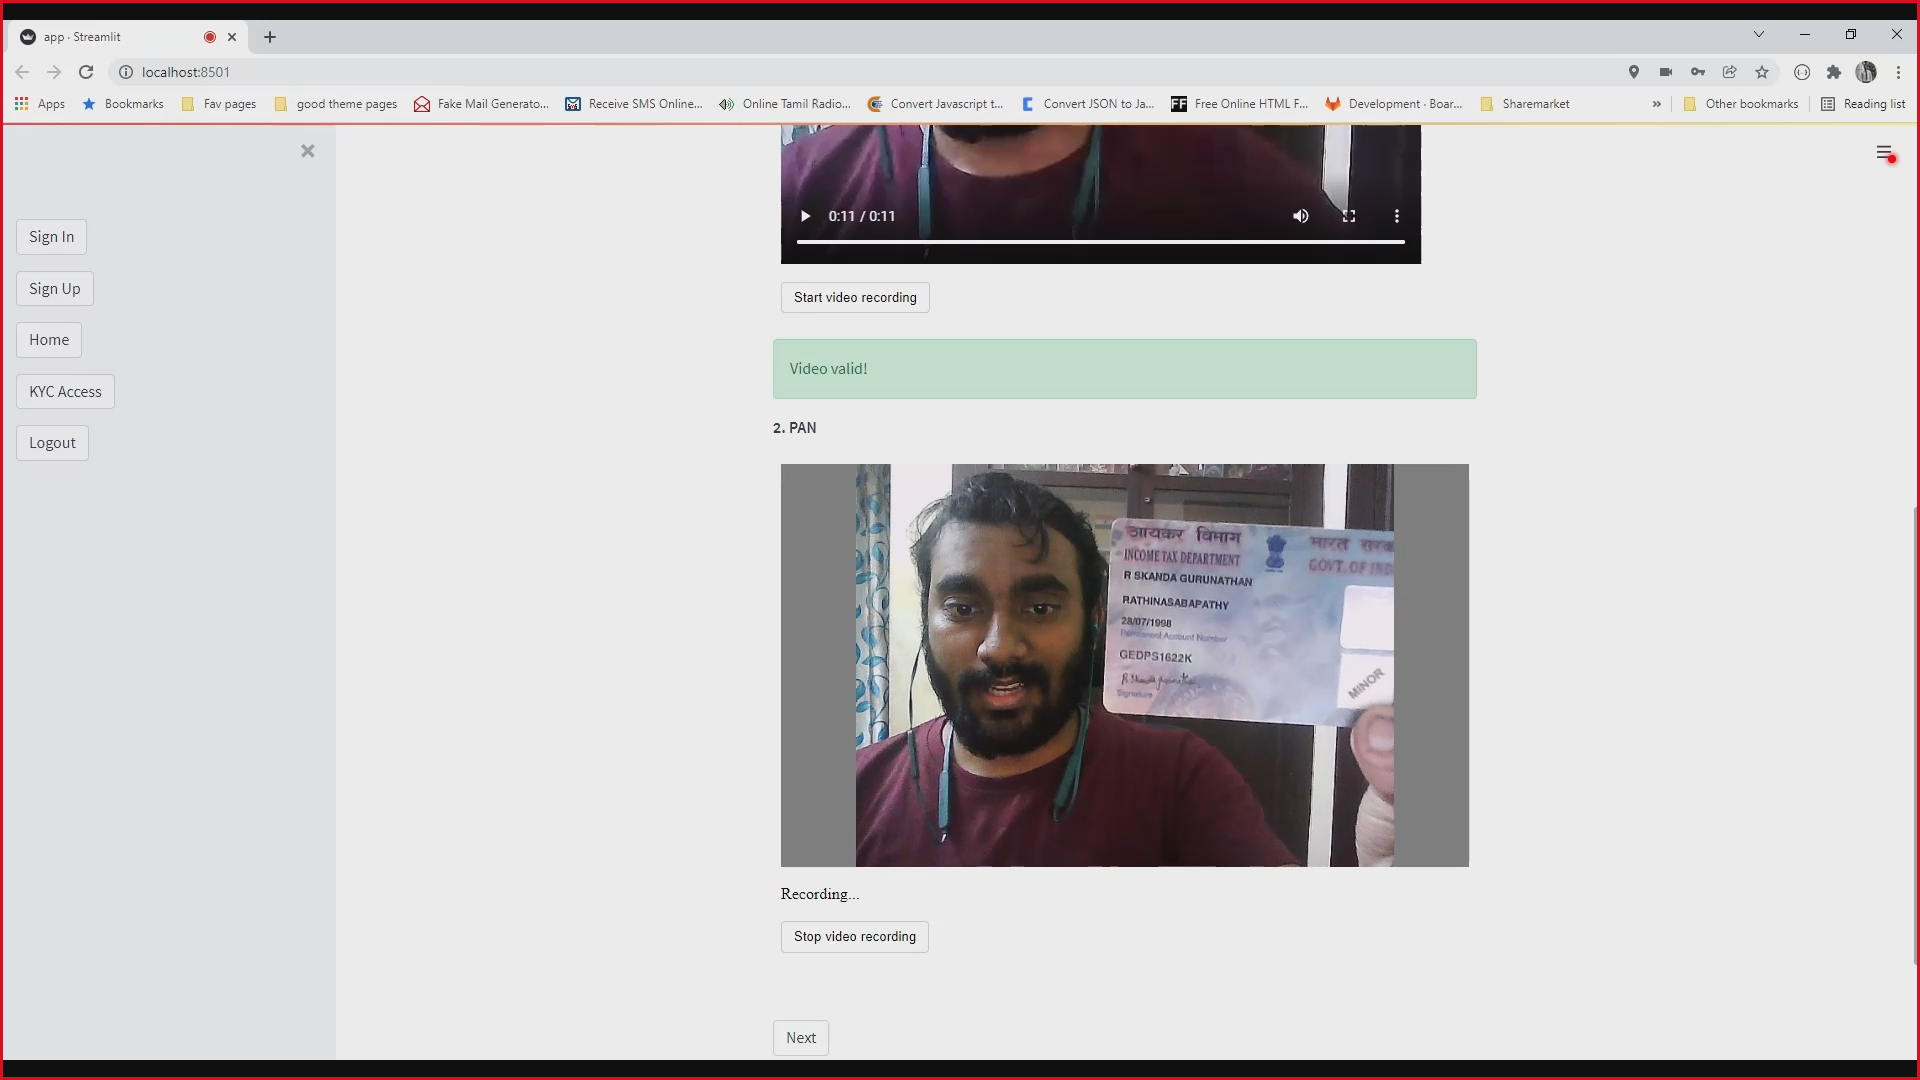 app · Streamlit
localhost:8501
Apps
Bookmarks
Fav pages
good theme pages
Fake Mail Generato...
Receive SMS Online...
Online Tamil Radio...
Convert Javascript t...
Convert JSON to Ja...
Free Online HTML F...
Development · Boar...
Sharemarket
Other bookmarks
Reading list
Sign In
Sign Up
Home
KYC Access
Logout
0:11 / 0:11
Start video recording
Video valid!
2. PAN
आयकर विभाग
INCOME TAX DEPARTMENT
भारत सरक
GOVT. OF IND
R SKANDA GURUNATHAN
RATHINASABAPATHY
28/07/1998
Permanent Account Number
GEDPS1622K
Signature
MINOR
Recording...
Stop video recording
Next